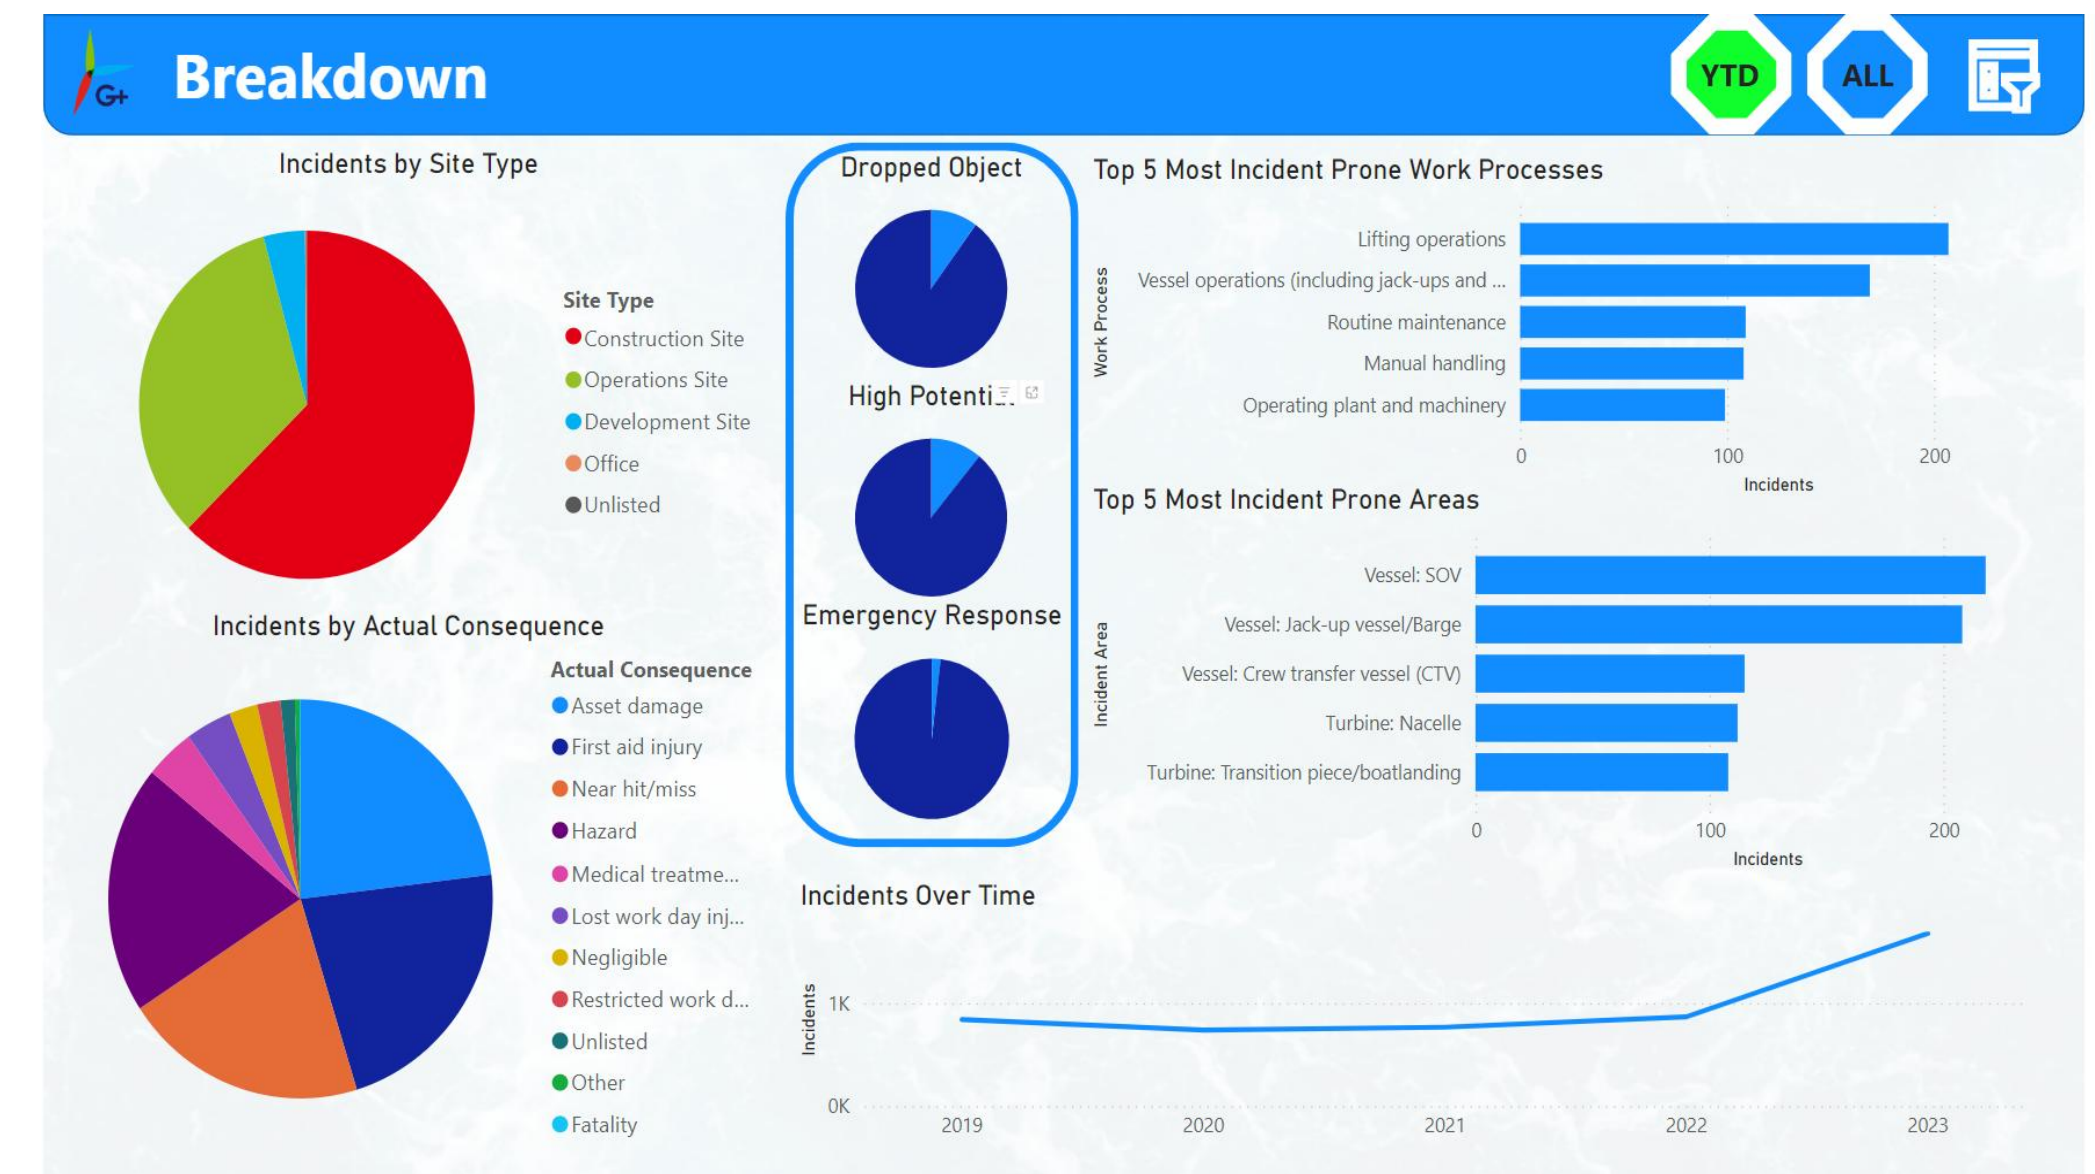 G+
Breakdown
YTD
ALL
Incidents by Site Type
Site Type
Construction Site
Operations Site
Development Site
Office
Unlisted
Incidents by Actual Consequence
Actual Consequence
Asset damage
First aid injury
Near hit/miss
Hazard
Medical treatme...
Lost work day inj...
Negligible
Restricted work d...
Unlisted
Other
Fatality
Dropped Object
High Potenti...
Emergency Response
Top 5 Most Incident Prone Work Processes
Work Process
Lifting operations
Vessel operations (including jack-ups and ...
Routine maintenance
Manual handling
Operating plant and machinery
0 100 200
Incidents
Top 5 Most Incident Prone Areas
Incident Area
Vessel: SOV
Vessel: Jack-up vessel/Barge
Vessel: Crew transfer vessel (CTV)
Turbine: Nacelle
Turbine: Transition piece/boatlanding
0 100 200
Incidents
Incidents Over Time
Incidents
1K
0K
2019 2020 2021 2022 2023